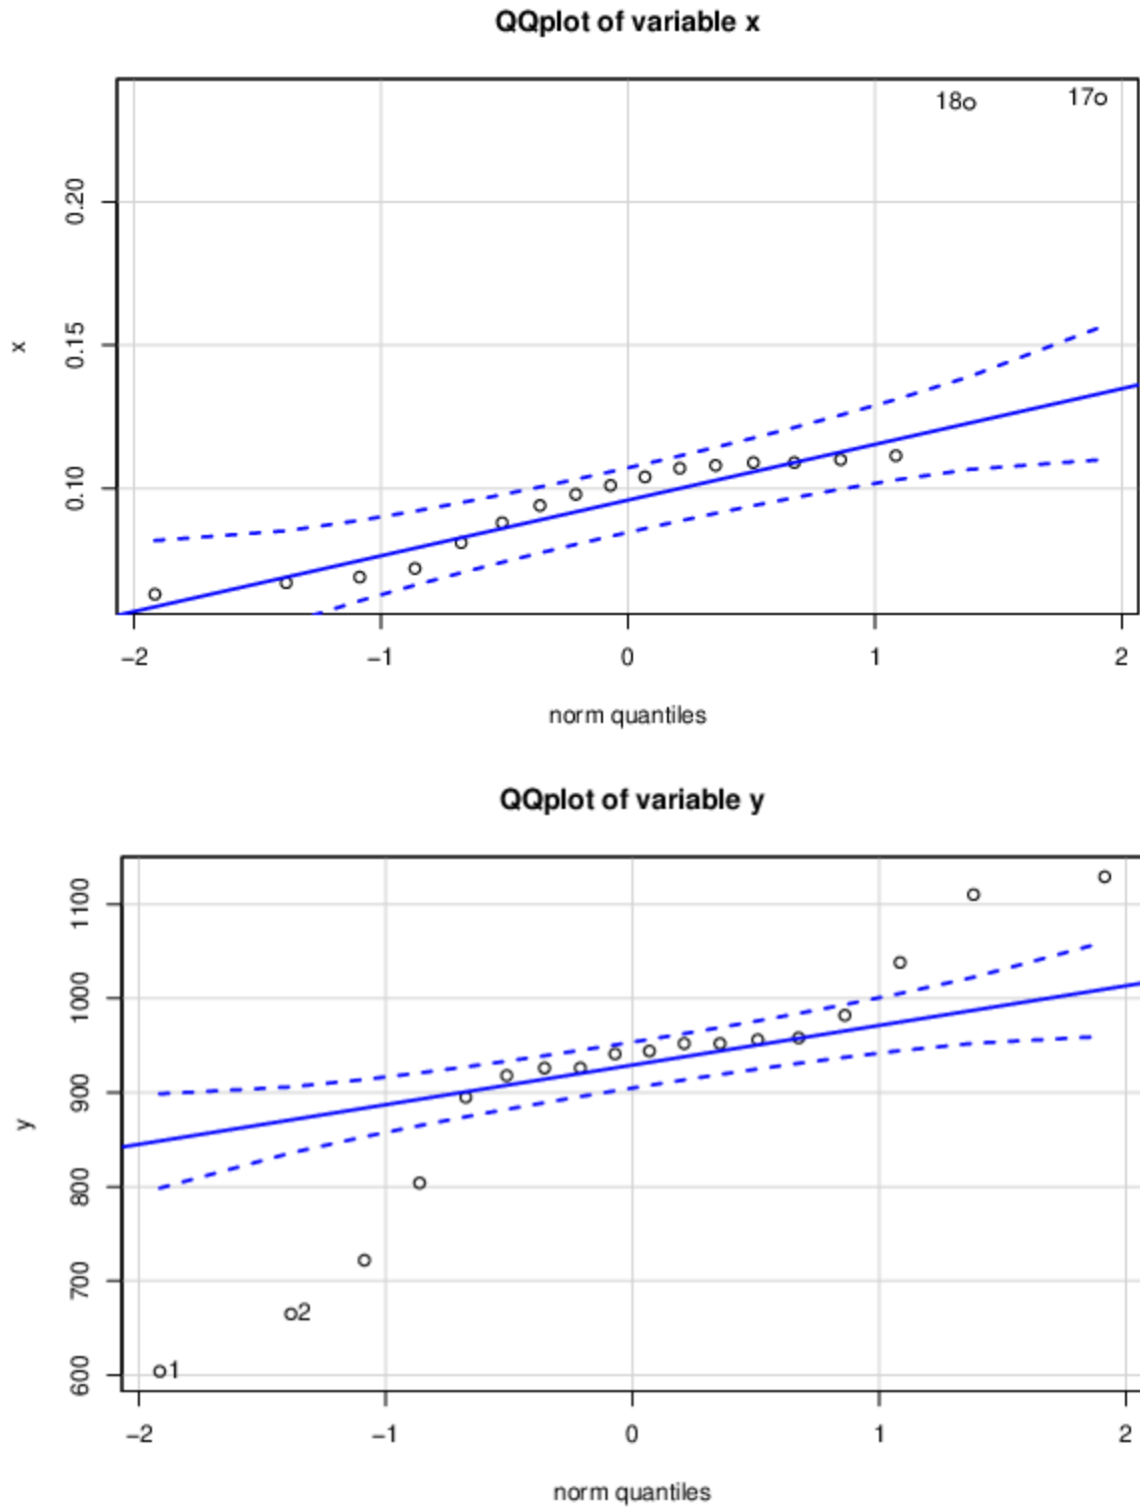 QQplot of variable x
18
17
0.20
0.15
0.10
x
−2 −1 0 1 2
norm quantiles
QQplot of variable y
1100
1000
900
800
700
600
y
2
1
−2 −1 0 1 2
norm quantiles